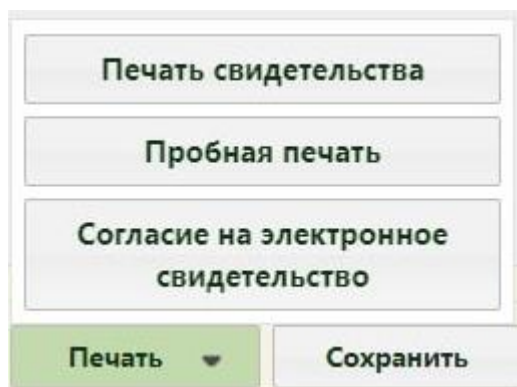 Печать свидетельства
Пробная печать
Согласие на электронное
свидетельство
Печать
Сохранить